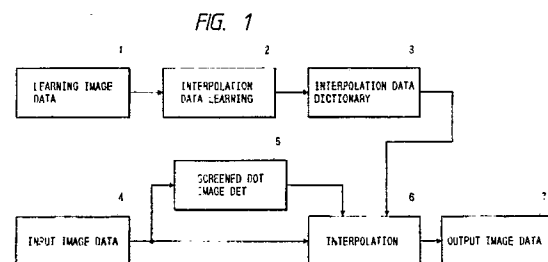 FIG. 1
1
2
3
LEARNING IMAGE
DATA
INTERPOLATION
DATA LEARNING
INTERPOLATION DATA
DICTIONARY
5
SCREENED DOT
IMAGE DET
4
6
7
INPUT IMAGE DATA
INTERPOLATION
OUTPUT IMAGE DATA